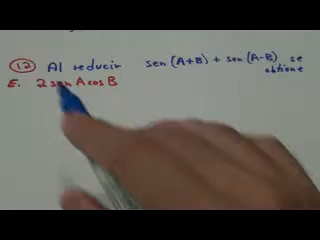 12 Al reducir sen (A+B) + sen (A-B) se obtiene
E. 2 sen A cos B